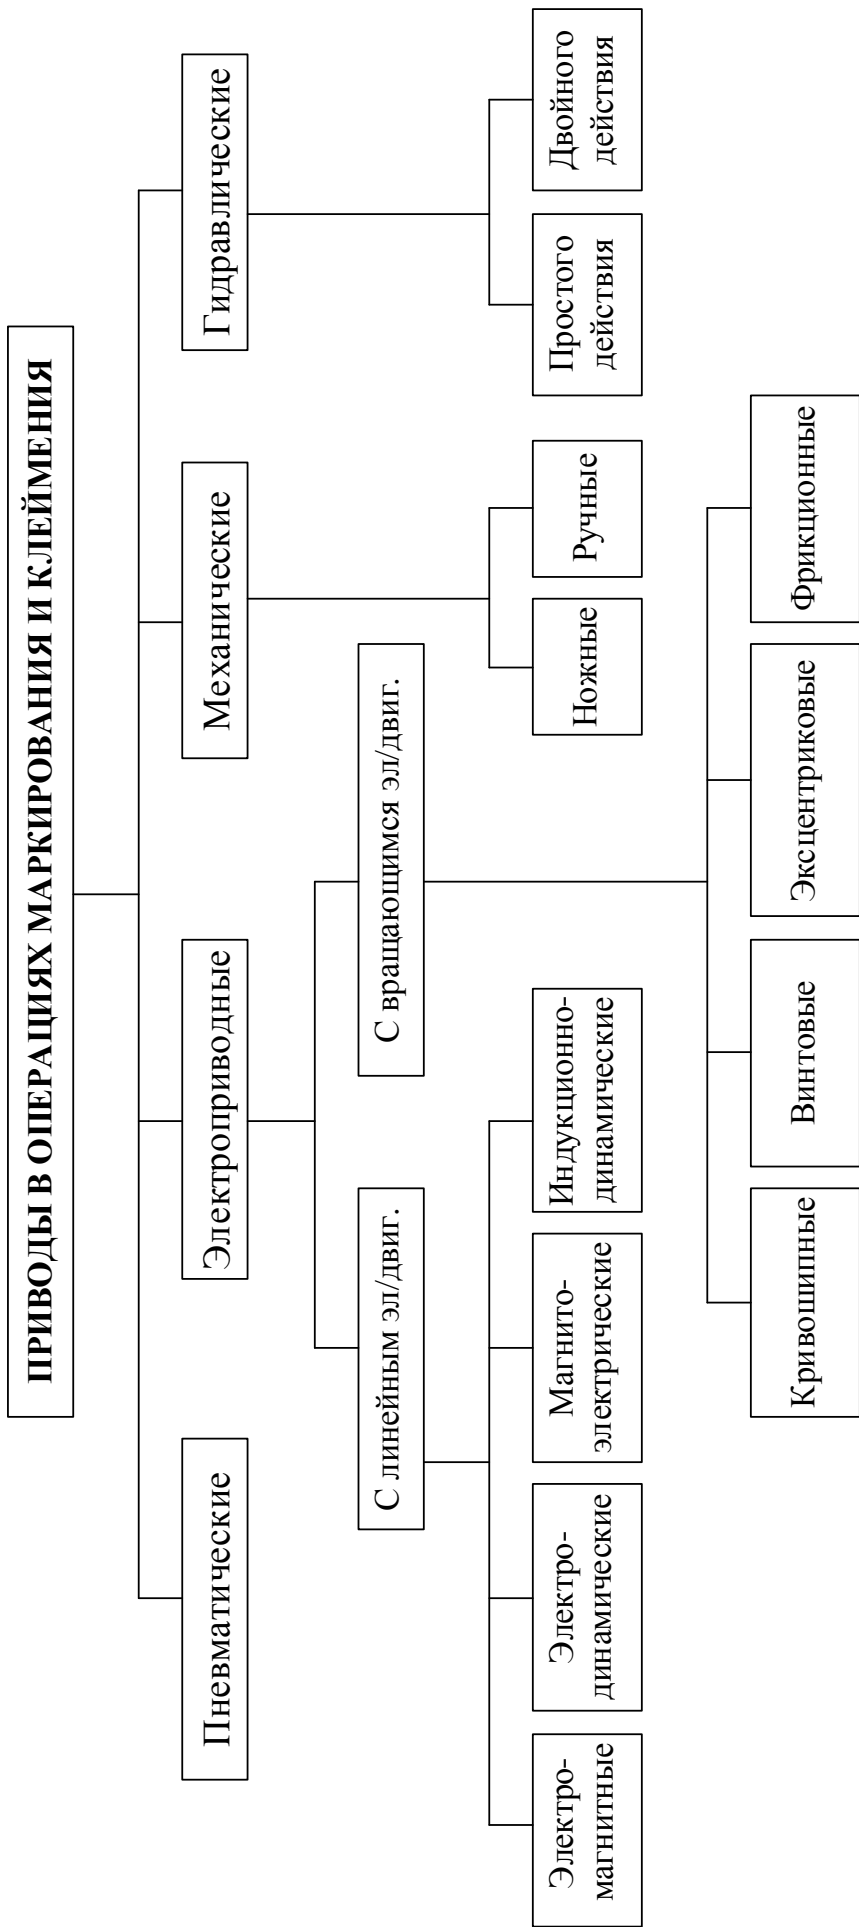 ПРИВОДЫ В ОПЕРАЦИЯХ МАРКИРОВАНИЯ И КЛЕЙМЕНИЯ
Пневматические
Электроприводные
Механические
Гидравлические
С линейным эл/двиг.
С вращающимся эл/двиг.
Электро-
магнитные
Электро-
динамические
Магнито-
электрические
Индукционно-
динамические
Ножные
Ручные
Простого
действия
Двойного
действия
Кривошипные
Винтовые
Эксцентриковые
Фрикционные